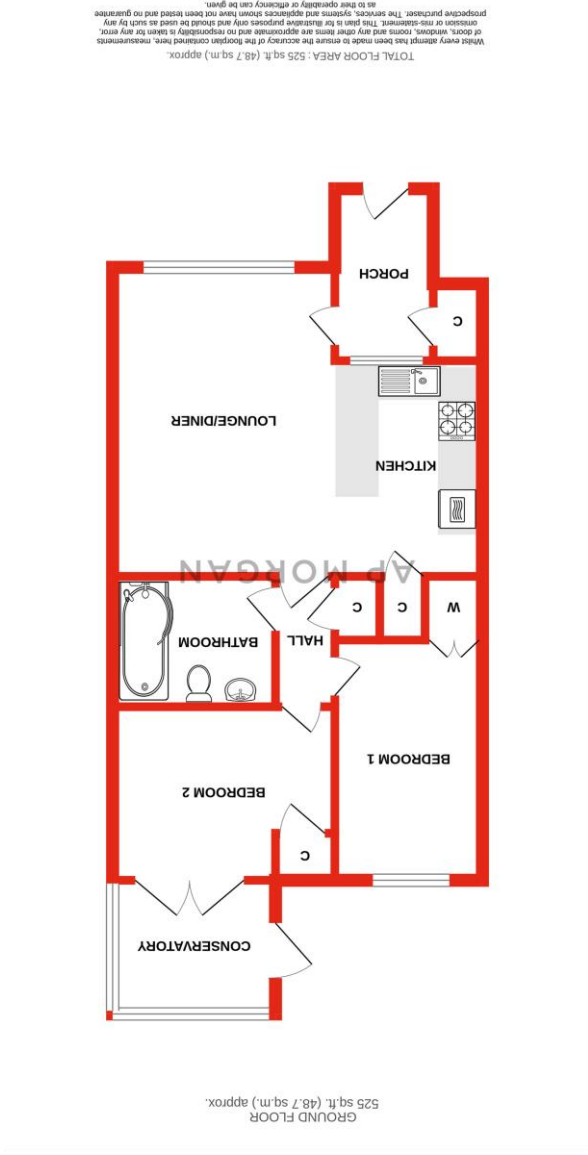 GROUND FLOOR
525 sq.ft. (48.7 sq.m.) approx.
CONSERVATORY
C
BEDROOM 2
BEDROOM 1
HALL
BATHROOM
W
C
C
AP MORGAN
KITCHEN
LOUNGE/DINER
C
PORCH
TOTAL FLOOR AREA : 525 sq.ft. (48.7 sq.m.) approx.
Whilst every attempt has been made to ensure the accuracy of the floorplan contained here, measurements
of doors, windows, rooms and any other items are approximate and no responsibility is taken for any error,
omission or mis-statement. This plan is for illustrative purposes only and should be used as such by any
prospective purchaser. The services, systems and appliances shown have not been tested and no guarantee
as to their operability or efficiency can be given.